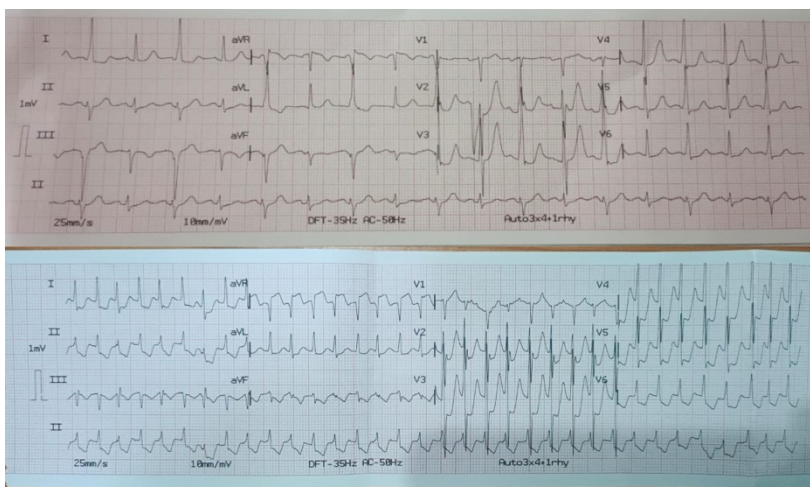 I aVR V1 V4
II aVL V2 V5
1mV
III aVF V3 V6
II
25mm/s 10mm/mV DFT-35Hz AC-50Hz Auto3x4+1rhy
I aVR V1 V4
II aVL V2 V5
1mV
III aVF V3 V6
II
25mm/s 10mm/mV DFT-35Hz AC-50Hz Auto3x4+1rhy